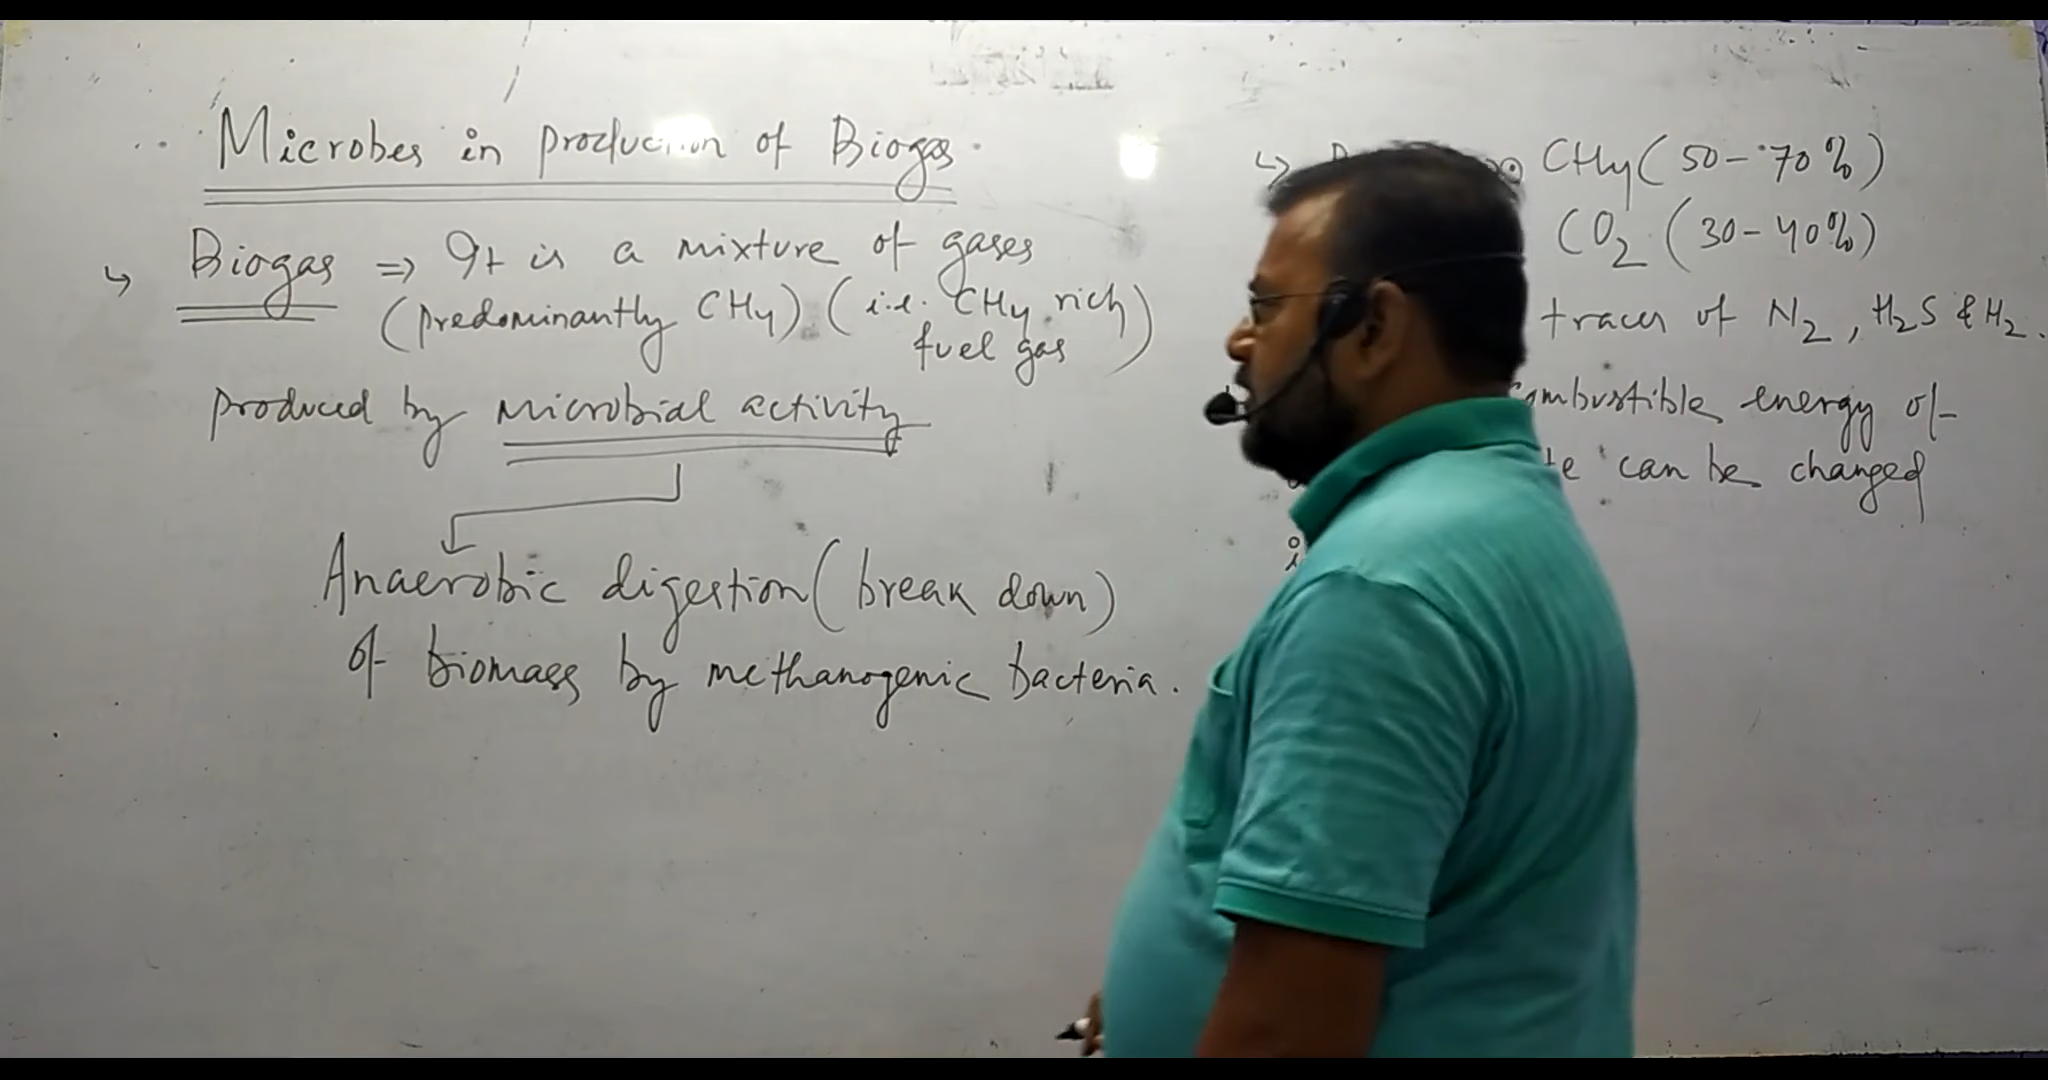 Microbes in production of Biogas
↳ Biogas ⇒ It is a mixture of gases
(predominantly CH4) (i.e. CH4 rich
fuel gas)
produced by microbial activity
Anaerobic digestion (break down)
of biomass by methanogenic bacteria.
↳ CH4 (50-70%)
CO2 (30-40%)
traces of N2, H2S & H2.
combustible energy of
can be changed